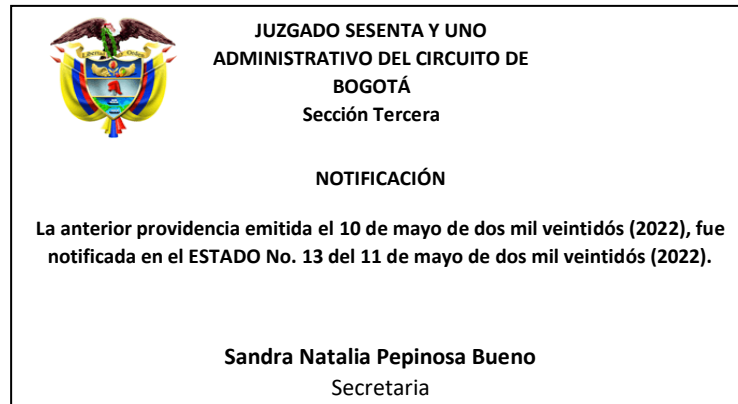 JUZGADO SESENTA Y UNO
ADMINISTRATIVO DEL CIRCUITO DE
BOGOTÁ
Sección Tercera
NOTIFICACIÓN
La anterior providencia emitida el 10 de mayo de dos mil veintidós (2022), fue
notificada en el ESTADO No. 13 del 11 de mayo de dos mil veintidós (2022).
Sandra Natalia Pepinosa Bueno
Secretaria